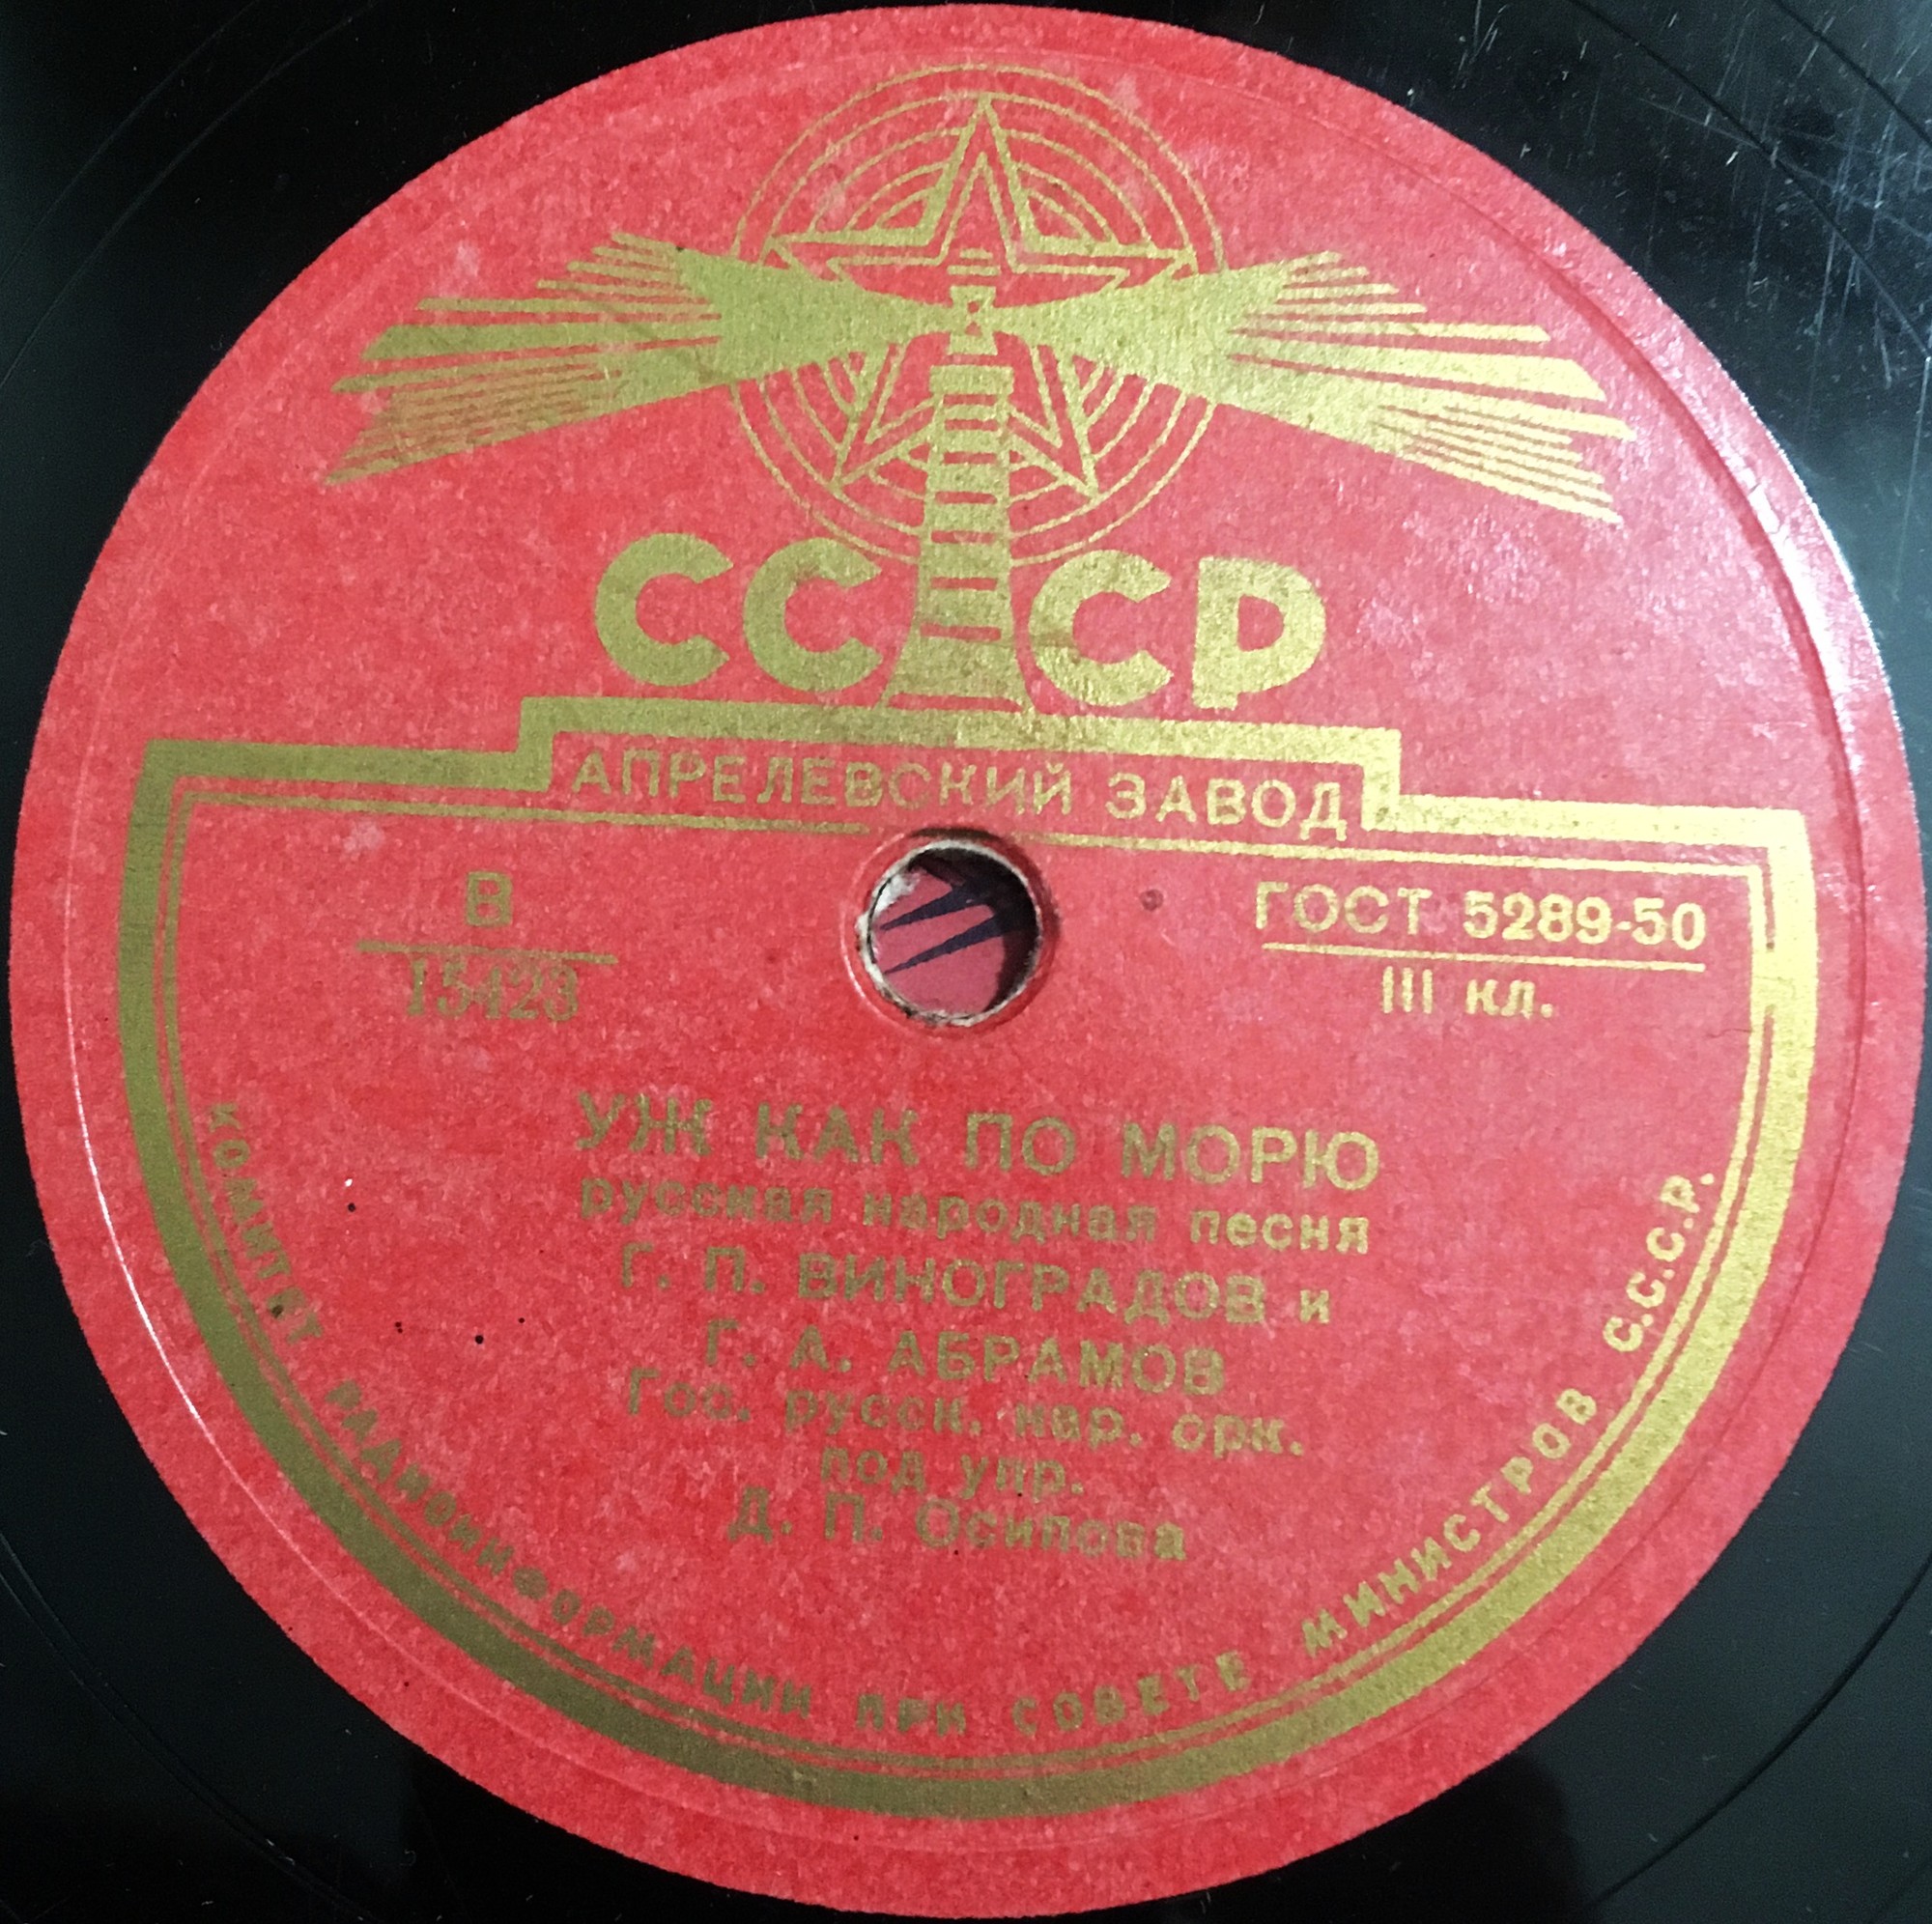 СССР
АПРЕЛЕВСКИЙ ЗАВОД
В
15423
ГОСТ 5289-50
III кл.
УЖ КАК ПО МОРЮ
русская народная песня
Г. П. ВИНОГРАДОВ и
Г. А. АБРАМОВ
Гос. русск. нар. орк.
под упр.
Д. П. Осипова
КОМИТЕТ РАДИОИНФОРМАЦИИ ПРИ СОВЕТЕ МИНИСТРОВ С.С.С.Р.